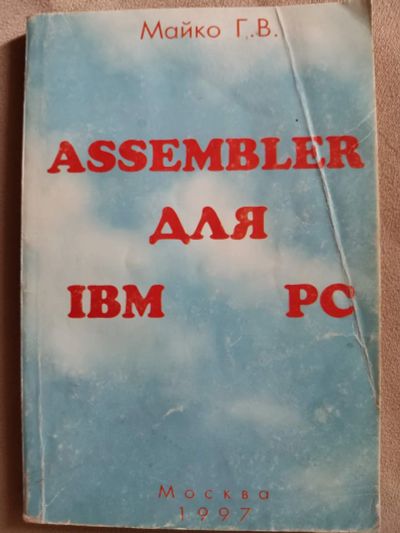 Майко Г.В.
ASSEMBLER
ДЛЯ
IBM PC
Москва
1997